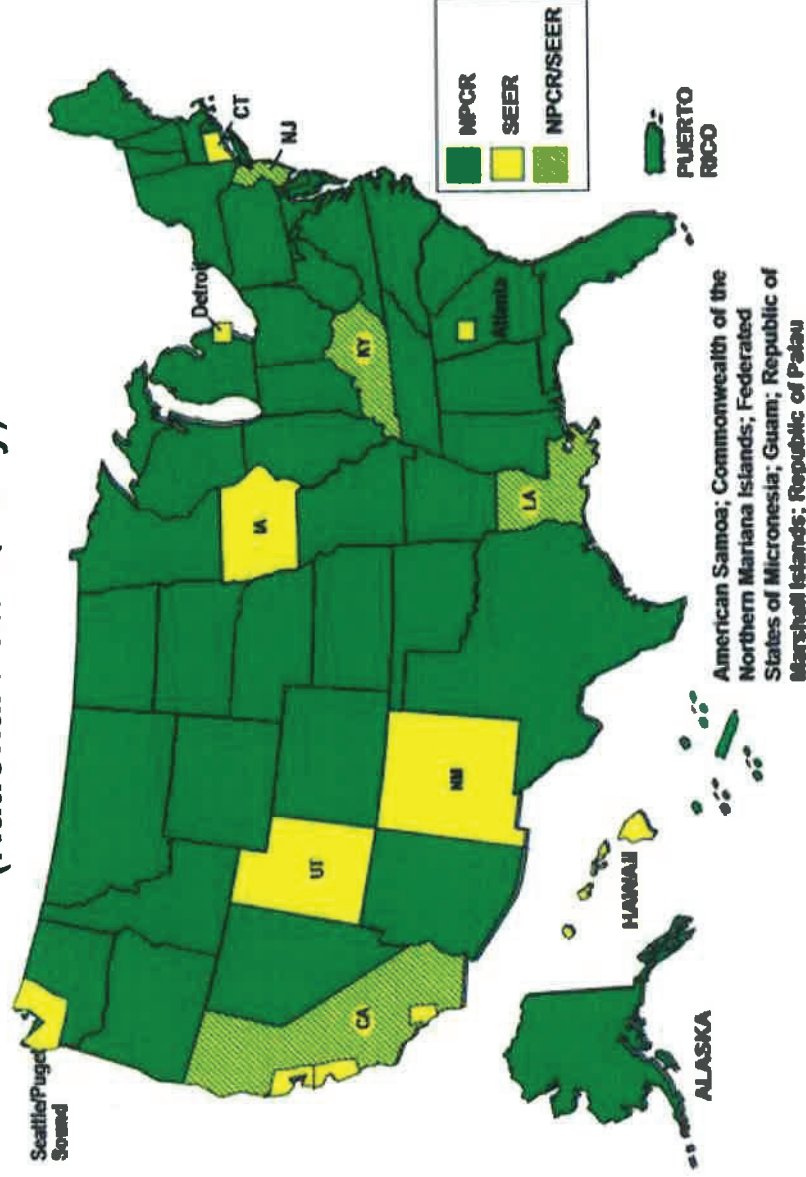 Seattle/Puget
Sound
Detroit
CT
NJ
IA
KY
UT
CA
NM
LA
Atlanta
NPCR
SEER
NPCR/SEER
ALASKA
HAWAII
American Samoa; Commonwealth of the
Northern Mariana Islands; Federated
States of Micronesia; Guam; Republic of
Marshall Islands; Republic of Palau
PUERTO
RICO